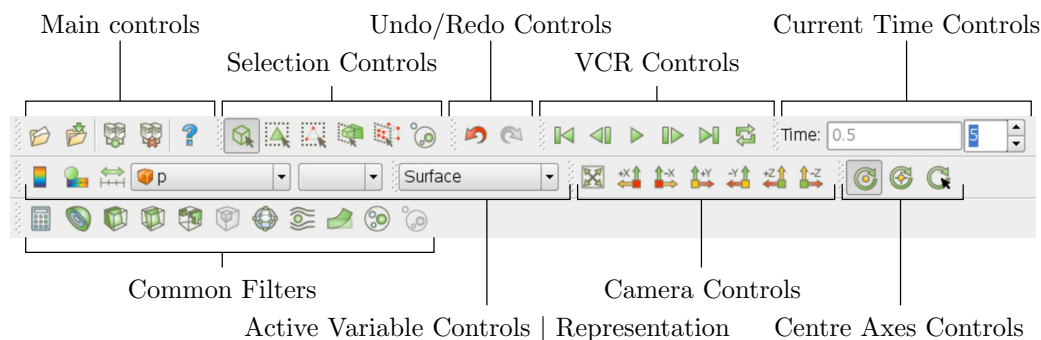 Main controls
Undo/Redo Controls
Current Time Controls
Selection Controls
VCR Controls
?
Time: 0.5 5
p
Surface
+X -X +Y -Y +Z -Z
Common Filters
Camera Controls
Active Variable Controls | Representation
Centre Axes Controls